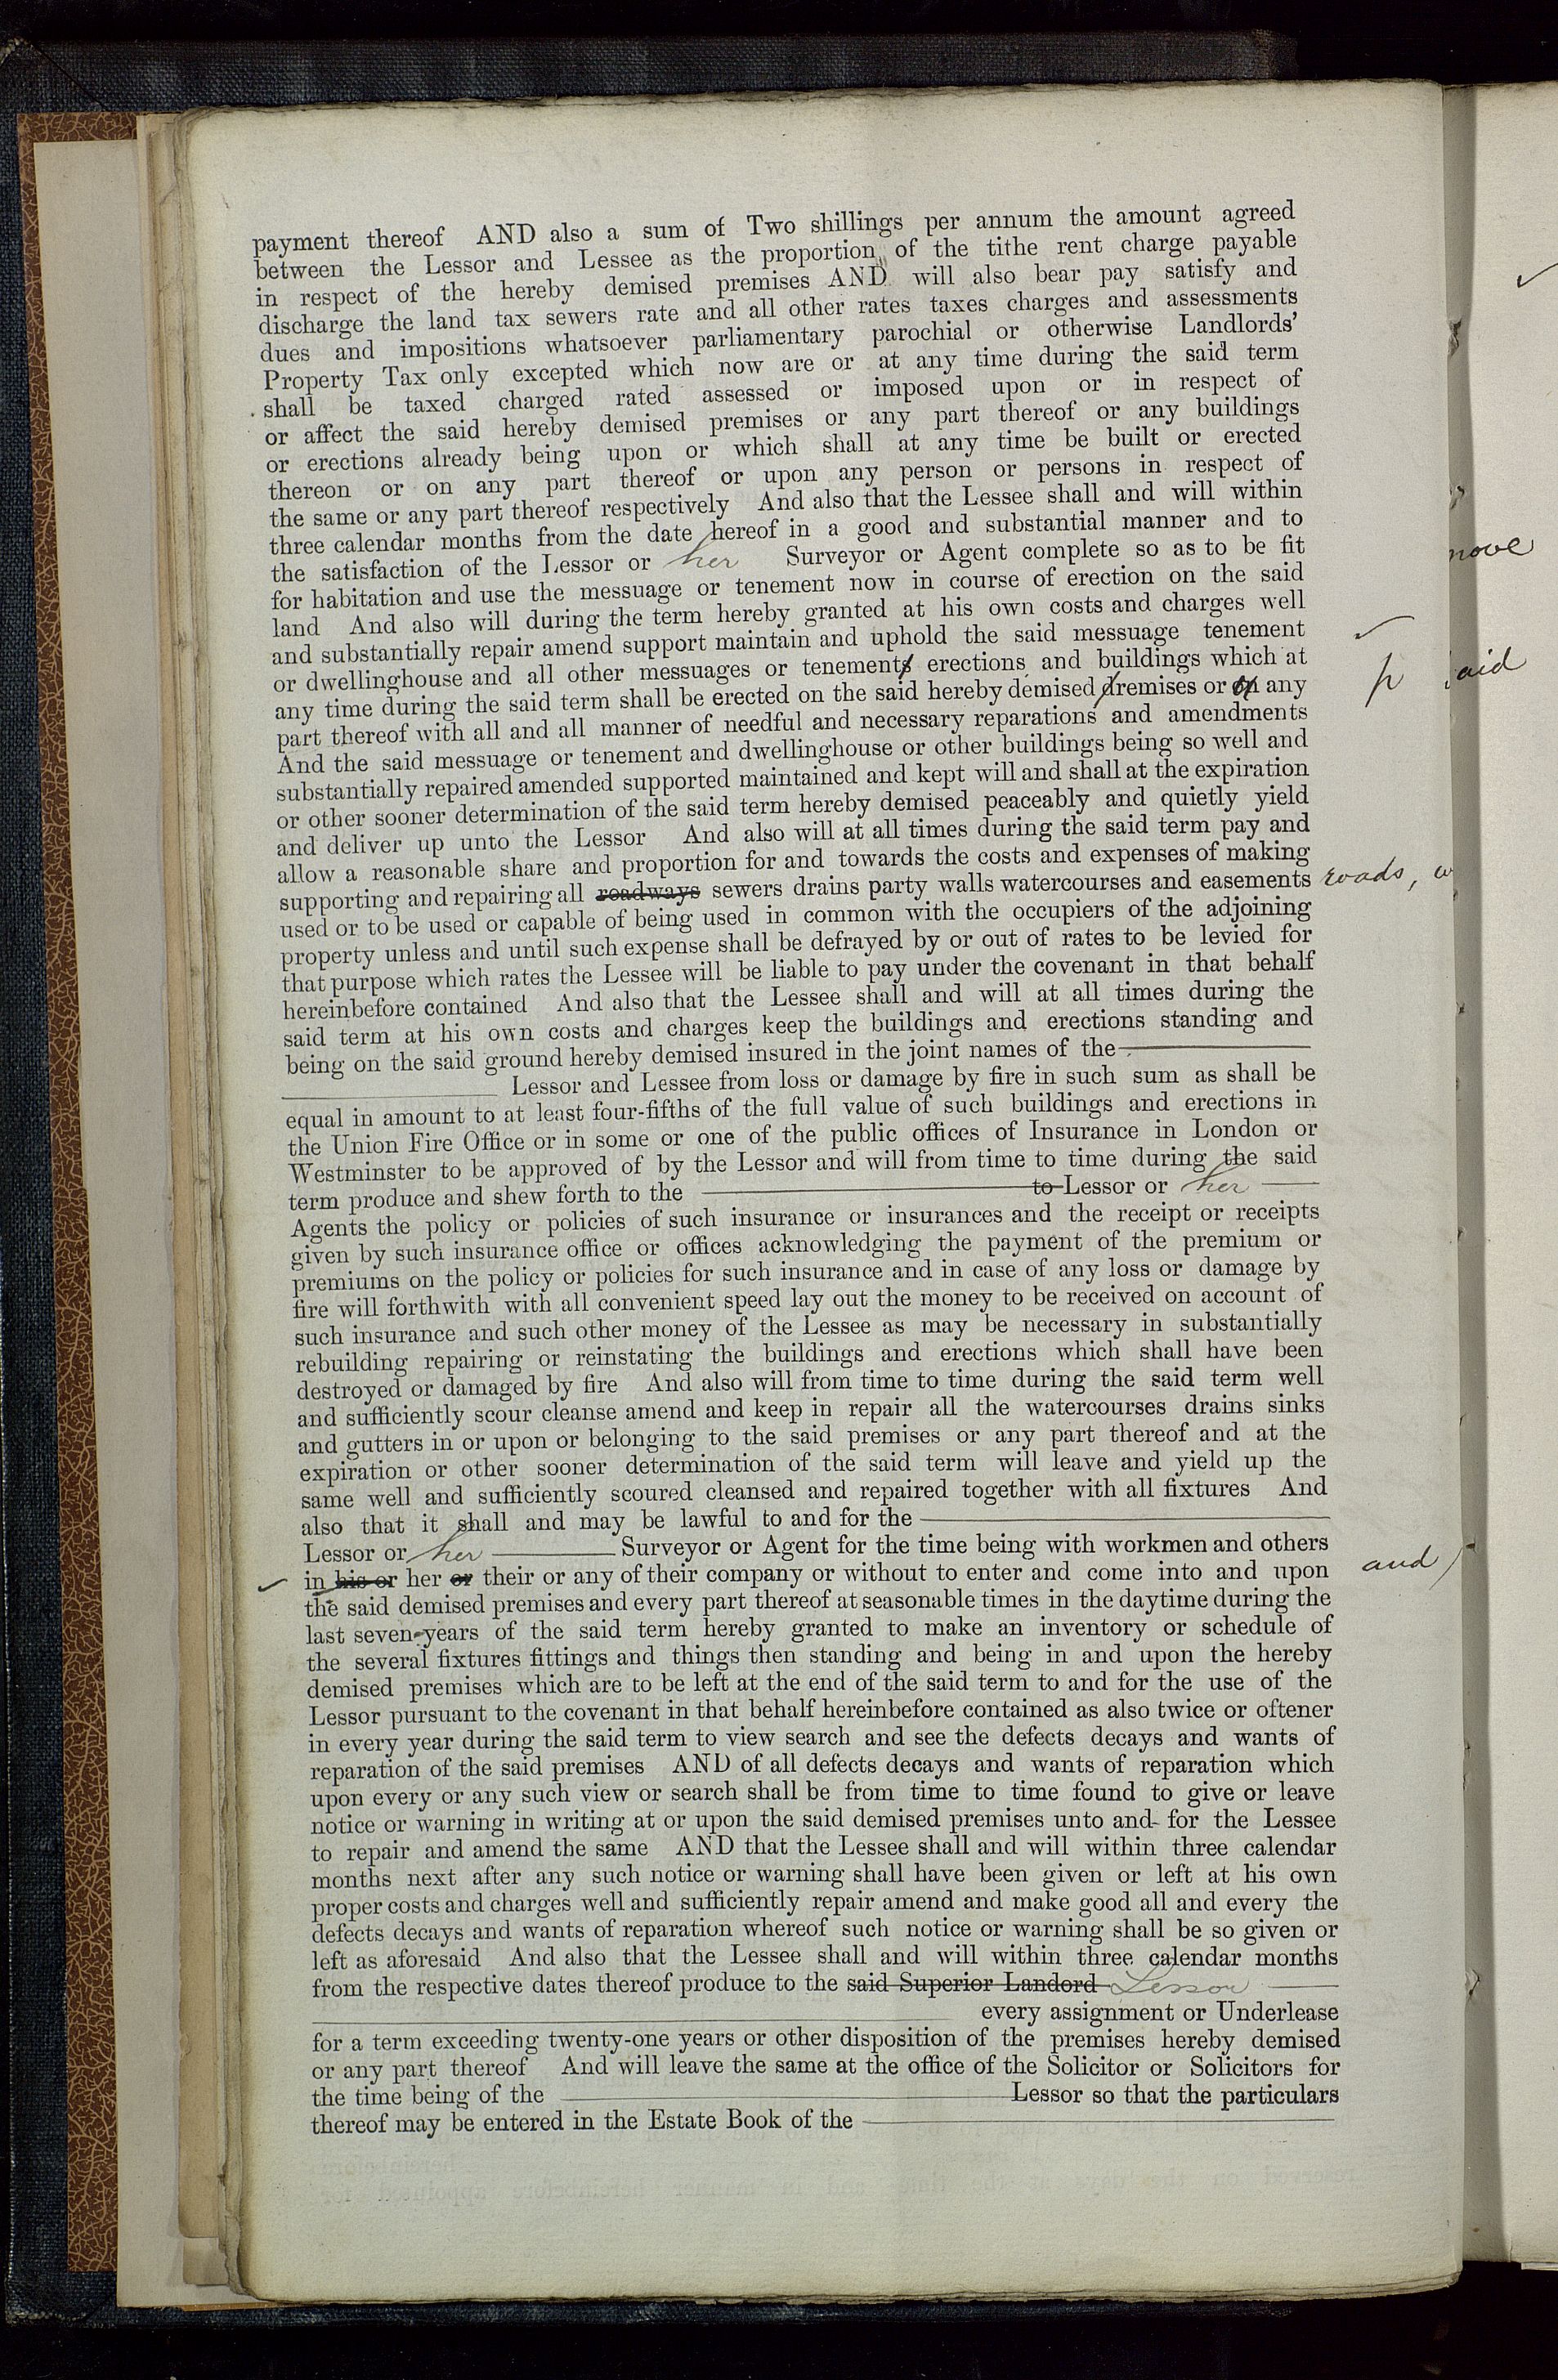 payment thereof AND also a sum of Two shillings per annum the amount agreed
between the Lessor and Lessee as the proportion of the tithe rent charge payable
in respect of the hereby demised premises AND will also bear pay satisfy and
discharge the land tax sewers rate and all other rates taxes charges and assessments
dues and impositions whatsoever parliamentary parochial or otherwise Landlords'
Property Tax only excepted which now are or at any time during the said term
shall be taxed charged rated assessed or imposed upon or in respect of
or affect the said hereby demised premises or any part thereof or any buildings
or erections already being upon or which shall at any time be built or erected
thereon or on any part thereof or upon any person or persons in respect of
the same or any part thereof respectively And also that the Lessee shall and will within
three calendar months from the date hereof in a good and substantial manner and to
the satisfaction of the Lessor or her Surveyor or Agent complete so as to be fit
for habitation and use the messuage or tenement now in course of erection on the said
land And also will during the term hereby granted at his own costs and charges well
and substantially repair amend support maintain and uphold the said messuage tenement
or dwellinghouse and all other messuages or tenements erections and buildings which at
any time during the said term shall be erected on the said hereby demised dremises or on any p
part thereof with all and all manner of needful and necessary reparations and amendments
And the said messuage or tenement and dwellinghouse or other buildings being so well and
substantially repaired amended supported maintained and kept will and shall at the expiration
or other sooner determination of the said term hereby demised peaceably and quietly yield
and deliver up unto the Lessor And also will at all times during the said term pay and
allow a reasonable share and proportion for and towards the costs and expenses of making
supporting and repairing all roadways sewers drains party walls watercourses and easements roads,
used or to be used or capable of being used in common with the occupiers of the adjoining
property unless and until such expense shall be defrayed by or out of rates to be levied for
that purpose which rates the Lessee will be liable to pay under the covenant in that behalf
hereinbefore contained And also that the Lessee shall and will at all times during the
said term at his own costs and charges keep the buildings and erections standing and
being on the said ground hereby demised insured in the joint names of the
Lessor and Lessee from loss or damage by fire in such sum as shall be
equal in amount to at least four-fifths of the full value of such buildings and erections in
the Union Fire Office or in some or one of the public offices of Insurance in London or
Westminster to be approved of by the Lessor and will from time to time during the said
term produce and shew forth to the to Lessor or her
Agents the policy or policies of such insurance or insurances and the receipt or receipts
given by such insurance office or offices acknowledging the payment of the premium or
premiums on the policy or policies for such insurance and in case of any loss or damage by
fire will forthwith with all convenient speed lay out the money to be received on account of
such insurance and such other money of the Lessee as may be necessary in substantially
rebuilding repairing or reinstating the buildings and erections which shall have been
destroyed or damaged by fire And also will from time to time during the said term well
and sufficiently scour cleanse amend and keep in repair all the watercourses drains sinks
and gutters in or upon or belonging to the said premises or any part thereof and at the
expiration or other sooner determination of the said term will leave and yield up the
same well and sufficiently scoured cleansed and repaired together with all fixtures And
also that it shall and may be lawful to and for the
Lessor or her Surveyor or Agent for the time being with workmen and others
in his or her or their or any of their company or without to enter and come into and upon and
the said demised premises and every part thereof at seasonable times in the daytime during the
last seven years of the said term hereby granted to make an inventory or schedule of
the several fixtures fittings and things then standing and being in and upon the hereby
demised premises which are to be left at the end of the said term to and for the use of the
Lessor pursuant to the covenant in that behalf hereinbefore contained as also twice or oftener
in every year during the said term to view search and see the defects decays and wants of
reparation of the said premises AND of all defects decays and wants of reparation which
upon every or any such view or search shall be from time to time found to give or leave
notice or warning in writing at or upon the said demised premises unto and for the Lessee
to repair and amend the same AND that the Lessee shall and will within three calendar
months next after any such notice or warning shall have been given or left at his own
proper costs and charges well and sufficiently repair amend and make good all and every the
defects decays and wants of reparation whereof such notice or warning shall be so given or
left as aforesaid And also that the Lessee shall and will within three calendar months
from the respective dates thereof produce to the said Superior Landord Lessor
every assignment or Underlease
for a term exceeding twenty-one years or other disposition of the premises hereby demised
or any part thereof And will leave the same at the office of the Solicitor or Solicitors for
the time being of the Lessor so that the particulars
thereof may be entered in the Estate Book of the